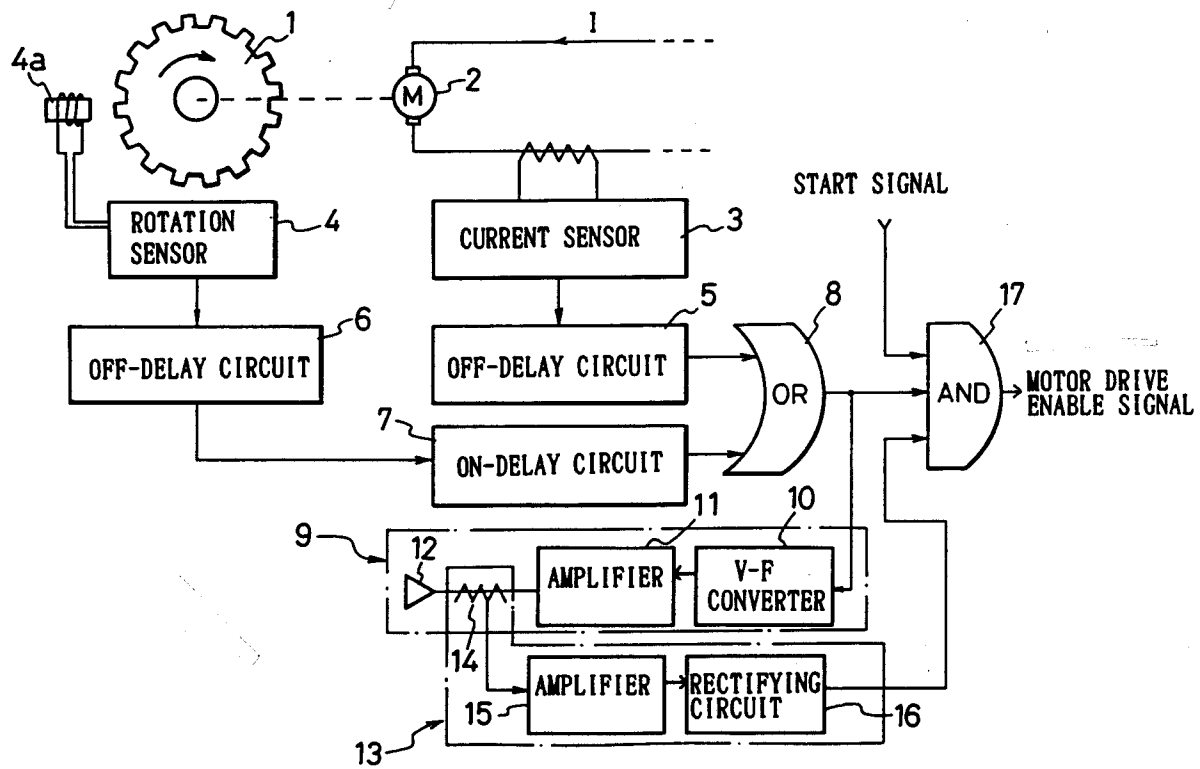 1
I
4a
M
2
START SIGNAL
ROTATION
SENSOR
4
CURRENT SENSOR
3
6
5
8
17
OFF-DELAY CIRCUIT
OFF-DELAY CIRCUIT
OR
AND
MOTOR DRIVE
ENABLE SIGNAL
7
ON-DELAY CIRCUIT
9
11
10
12
AMPLIFIER
V-F
CONVERTER
14
AMPLIFIER
RECTIFYING
CIRCUIT
15
16
13